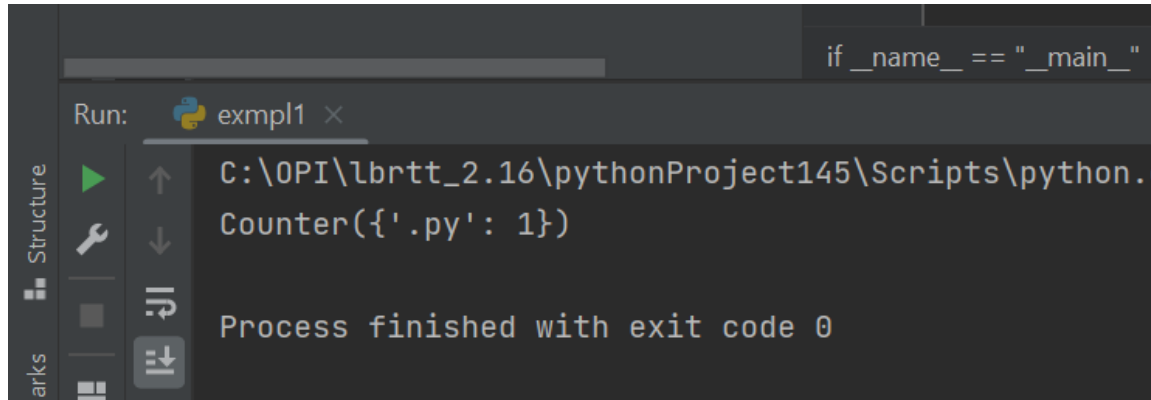 if __name__ == "__main__"
Run:
exmpl1
C:\OPI\lbrtt_2.16\pythonProject145\Scripts\python.
Counter({'.py': 1})
Process finished with exit code 0
Structure
arks